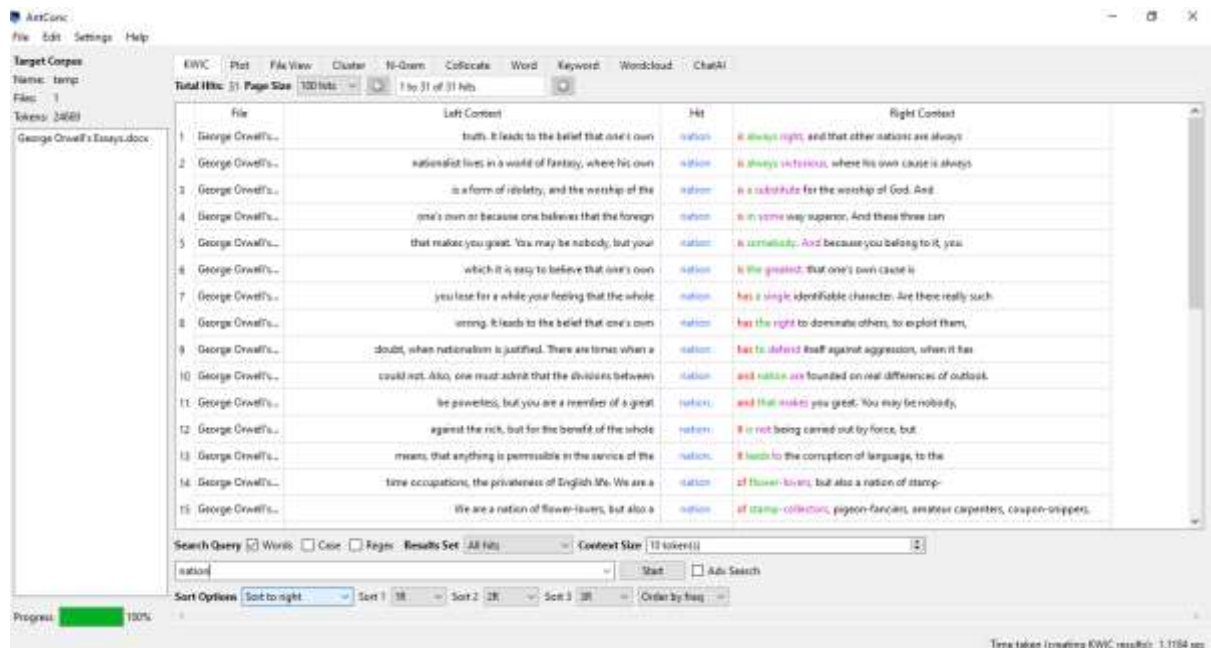 AntConc
File Edit Settings Help
Target Corpus
Name: temp
Files: 1
Tokens: 24669
George Orwell's Essays.docx
Progress 100%
KWIC Plot File View Cluster N-Gram Collocate Word Keyword Wordcloud ChatAI
Total Hits: 31 Page Size 100 hits 1 to 31 of 31 hits
File Left Context Hit Right Context
1 George Orwell's... truth. It leads to the belief that one's own nation is always right, and that other nations are always
2 George Orwell's... nationalist lives in a world of fantasy, where his own nation is always victorious, where his own cause is always
3 George Orwell's... is a form of idolatry, and the worship of the nation is a substitute for the worship of God. And
4 George Orwell's... one's own or because one believes that the foreign nation is in some way superior. And these three can
5 George Orwell's... that makes you great. You may be nobody, but your nation is somebody. And because you belong to it, you
6 George Orwell's... which it is easy to believe that one's own nation is the greatest, that one's own cause is
7 George Orwell's... you lose for a while your feeling that the whole nation has a single identifiable character. Are there really such
8 George Orwell's... wrong. It leads to the belief that one's own nation has the right to dominate others, to exploit them,
9 George Orwell's... doubt, when nationalism is justified. There are times when a nation has to defend itself against aggression, when it has
10 George Orwell's... could not. Also, one must admit that the divisions between nation and nation are founded on real differences of outlook.
11 George Orwell's... be powerless, but you are a member of a great nation, and that makes you great. You may be nobody,
12 George Orwell's... against the rich, but for the benefit of the whole nation. It is not being carried out by force, but
13 George Orwell's... means, that anything is permissible in the service of the nation. It leads to the corruption of language, to the
14 George Orwell's... time occupations, the privateness of English life. We are a nation of flower-lovers, but also a nation of stamp-
15 George Orwell's... We are a nation of flower-lovers, but also a nation of stamp-collectors, pigeon-fanciers, amateur carpenters, coupon-snippers,
Search Query Words Case Regex Results Set All hits Context Size 10 token(s)
nation Start Adv Search
Sort Options Sort to right Sort 1 1R Sort 2 2R Sort 3 3R Order by freq
Time taken (creating KWIC results): 1.1184 sec